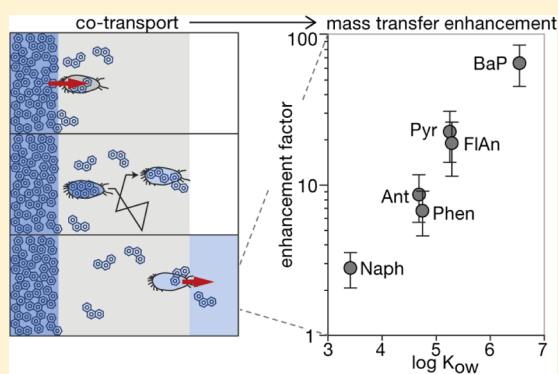 co-transport
mass transfer enhancement
enhancement factor
100
10
1
BaP
Pyr
FlAn
Ant
Phen
Naph
3
4
5
6
7
log Kow